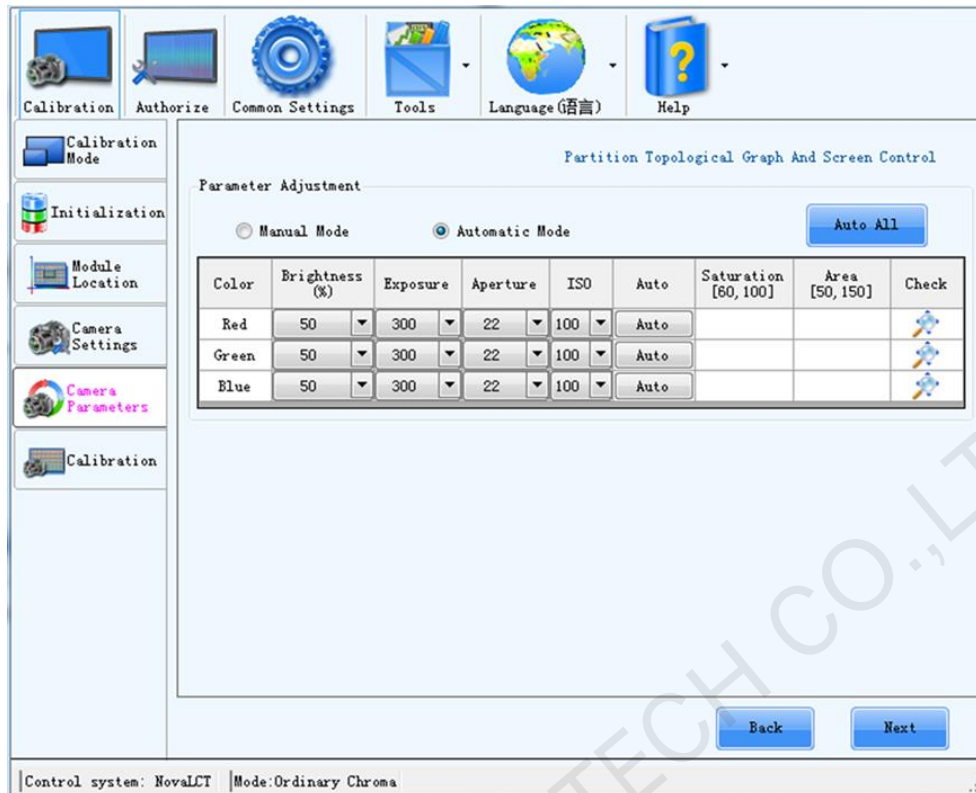 Calibration Authorize Common Settings Tools Language(语言) Help
Calibration
Mode
Initialization
Module
Location
Camera
Settings
Camera
Parameters
Calibration
Partition Topological Graph And Screen Control
Parameter Adjustment
Manual Mode Automatic Mode Auto All
Color Brightness (%) Exposure Aperture ISO Auto Saturation [60, 100] Area [50, 150] Check
Red 50 300 22 100 Auto
Green 50 300 22 100 Auto
Blue 50 300 22 100 Auto
TECH CO.,LT
Back Next
Control system: NovaLCT Mode:Ordinary Chroma